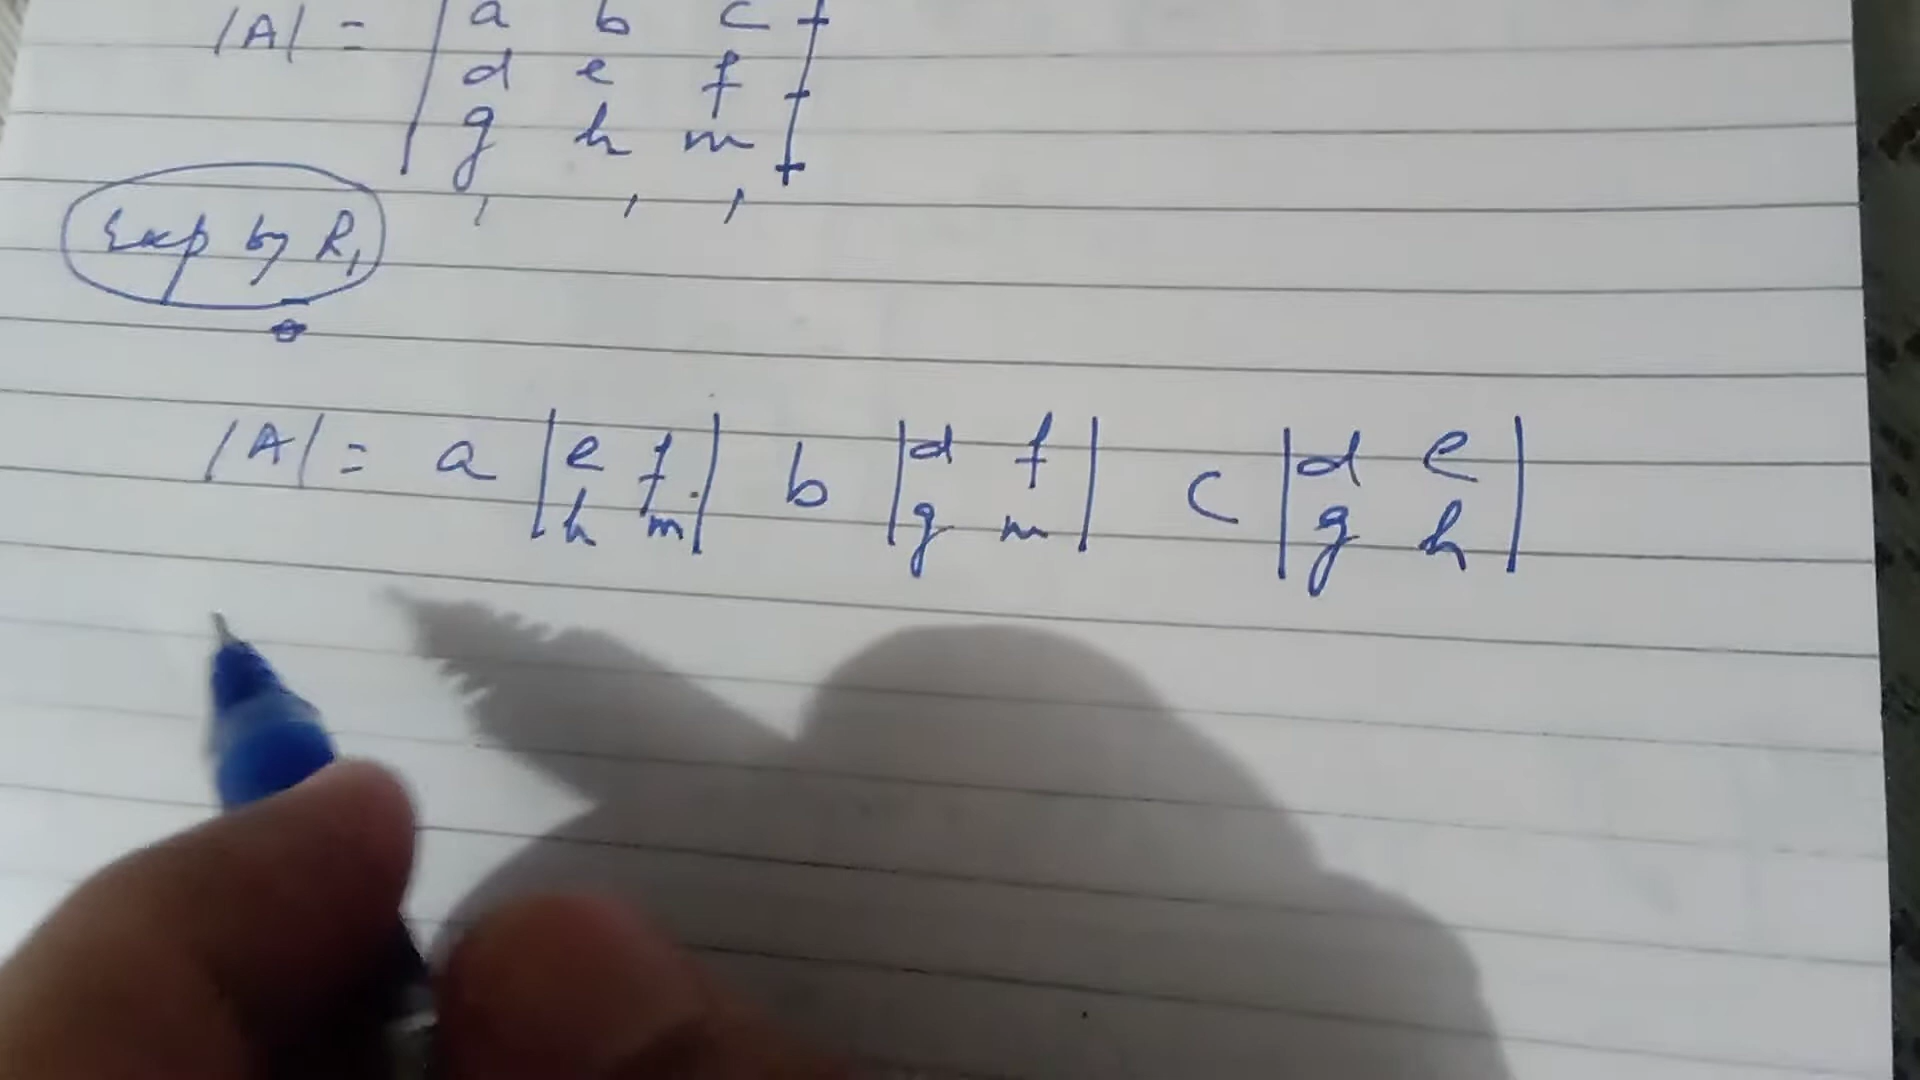 |A| = | a b c |
| d e f |
| g h m |
Exp by R₁
|A| = a | e f | b | d f | c | d e |
| h m | | g m | | g h |